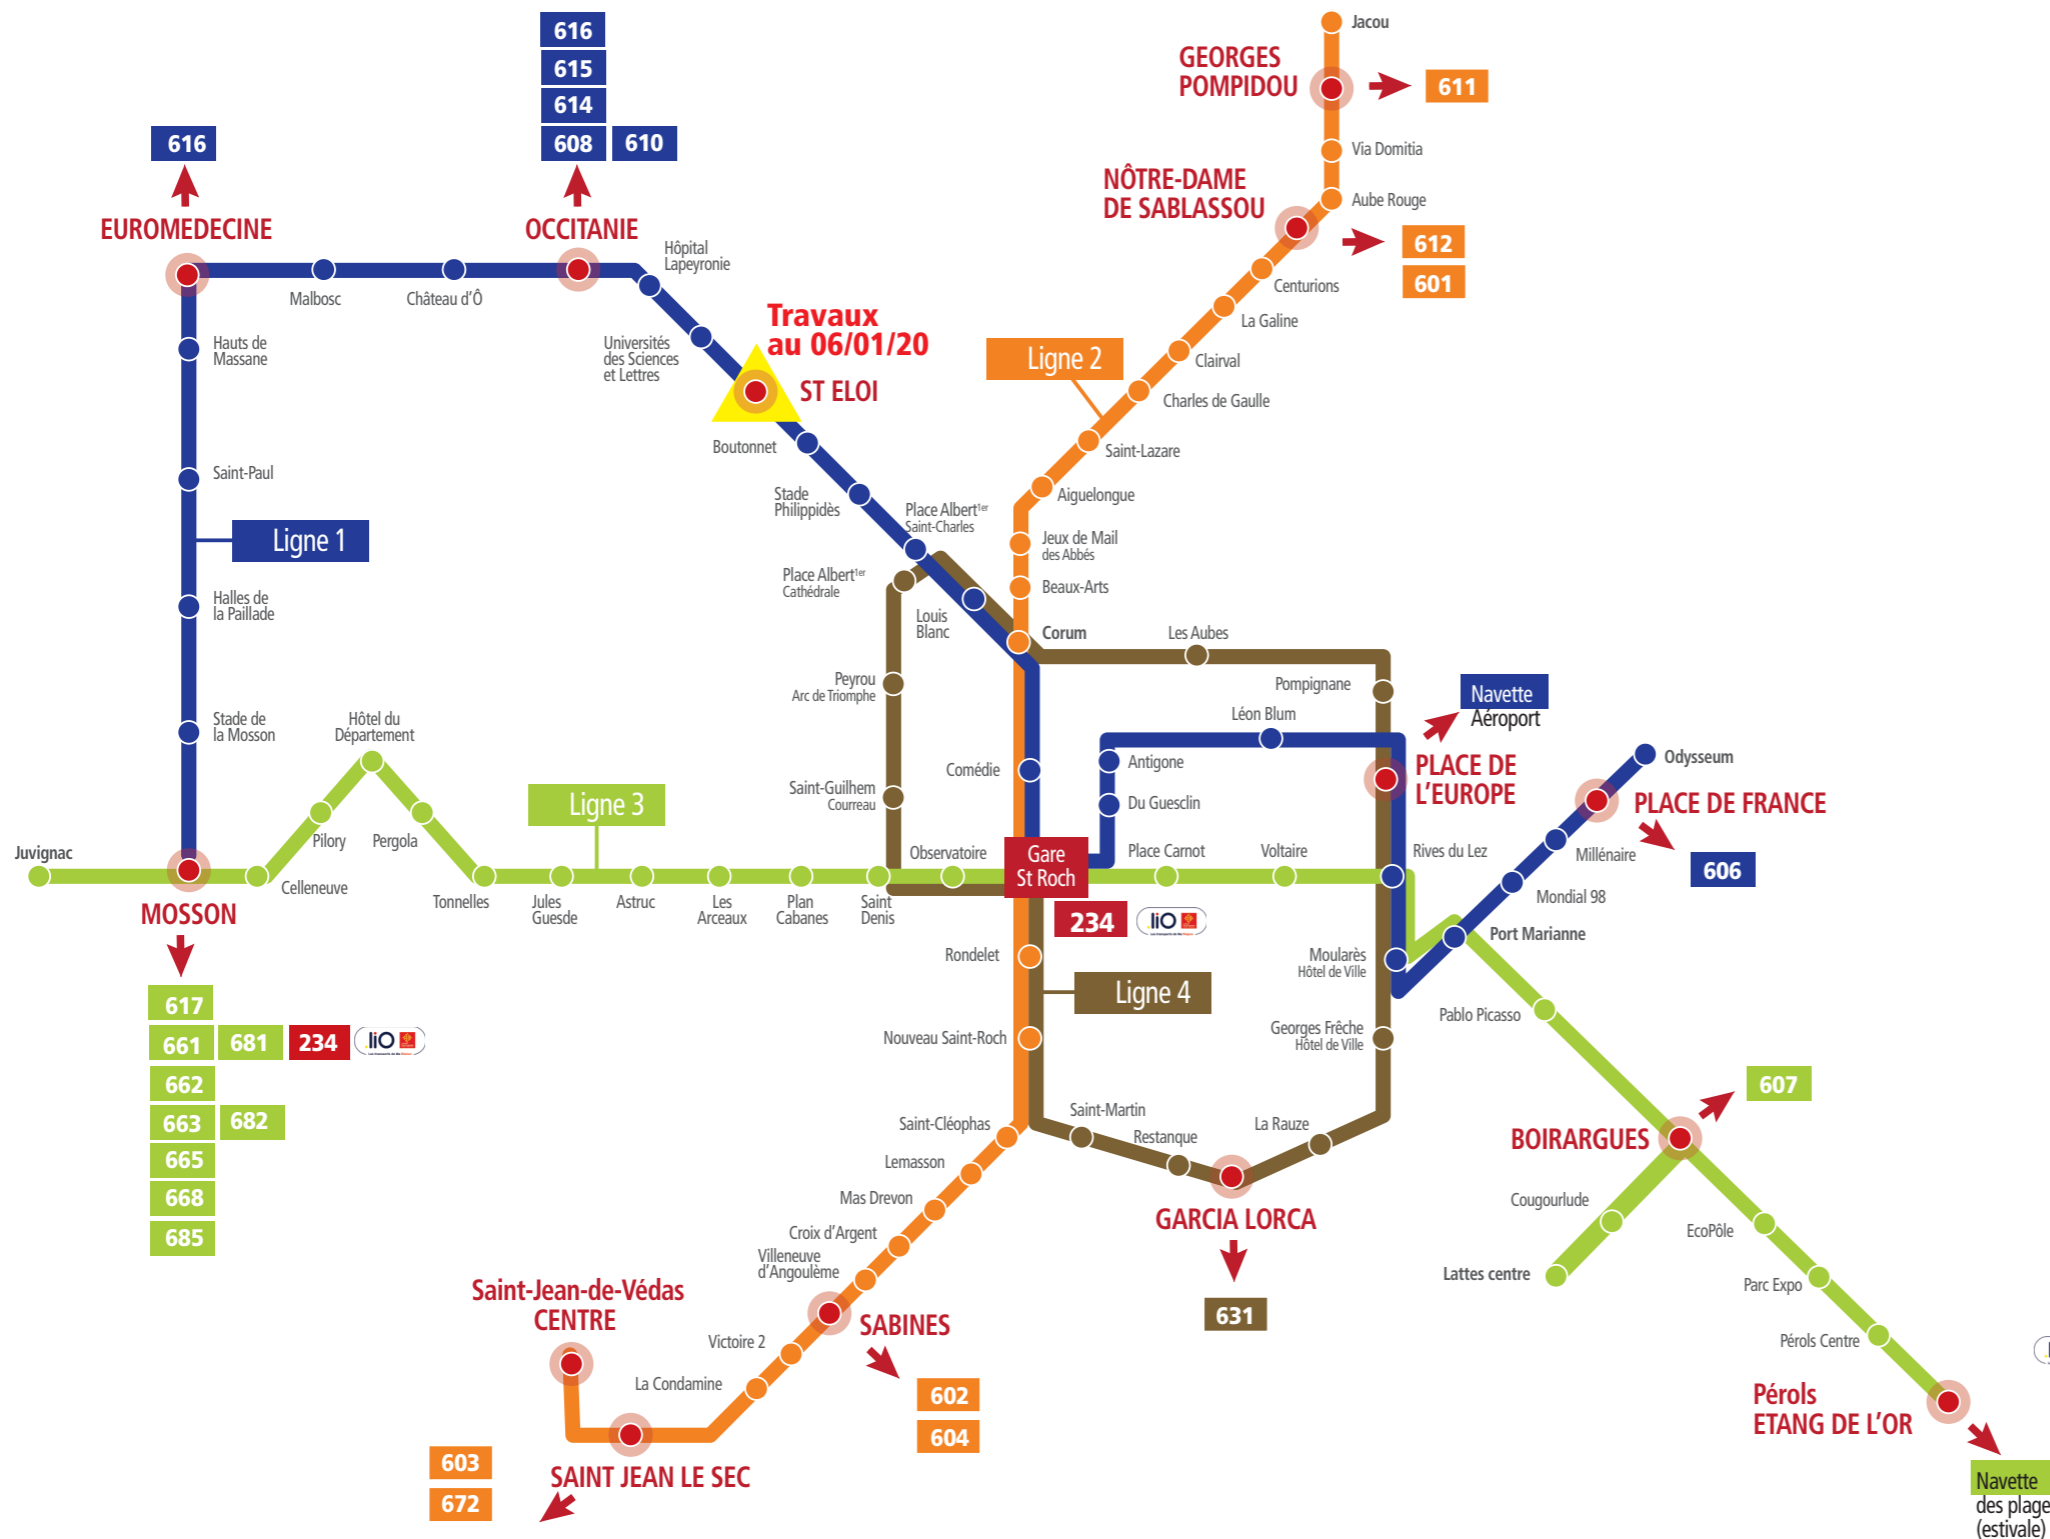 616
615
614
608 610
616
EUROMEDECINE
OCCITANIE
Malbosc
Château d'Ô
Hôpital
Lapeyronie
Universités
des Sciences
et Lettres
Travaux
au 06/01/20
ST ELOI
Boutonnet
Stade
Philippidès
Place Albert 1er
Saint-Charles
Place Albert 1er
Cathédrale
Louis
Blanc
Hauts de
Massane
Saint-Paul
Ligne 1
Halles de
la Paillade
Stade de
la Mosson
Jacou
GEORGES
POMPIDOU
611
Via Domitia
Aube Rouge
NÔTRE-DAME
DE SABLASSOU
612
601
Centurions
La Galine
Clairval
Ligne 2
Charles de Gaulle
Saint-Lazare
Aiguelongue
Jeux de Mail
des Abbés
Beaux-Arts
Corum
Les Aubes
Pompignane
Peyrou
Arc de Triomphe
Saint-Guilhem
Courreau
Comédie
Léon Blum
Antigone
Du Guesclin
Navette
Aéroport
PLACE DE
L'EUROPE
Odysseum
PLACE DE FRANCE
606
Millénaire
Mondial 98
Port Marianne
Juvignac
MOSSON
Celleneuve
Pilory
Hôtel du
Département
Pergola
Tonnelles
Ligne 3
Jules
Guesde
Astruc
Les
Arceaux
Plan
Cabanes
Saint
Denis
Observatoire
Gare
St Roch
234 liO
Place Carnot
Voltaire
Rives du Lez
Moularès
Hôtel de Ville
617
661 681 234 liO
662
663 682
665
668
685
Rondelet
Ligne 4
Nouveau Saint-Roch
Georges Frêche
Hôtel de Ville
Pablo Picasso
Saint-Cléophas
Saint-Martin
Restanque
La Rauze
GARCIA LORCA
631
Lemasson
Mas Drevon
Croix d'Argent
Villeneuve
d'Angoulème
SABINES
602
604
Victoire 2
La Condamine
Saint-Jean-de-Védas
CENTRE
SAINT JEAN LE SEC
603
672
607
BOIRARGUES
Cougourlude
Lattes centre
EcoPôle
Parc Expo
Pérols Centre
Pérols
ETANG DE L'OR
Navette
des plage
(estivale)